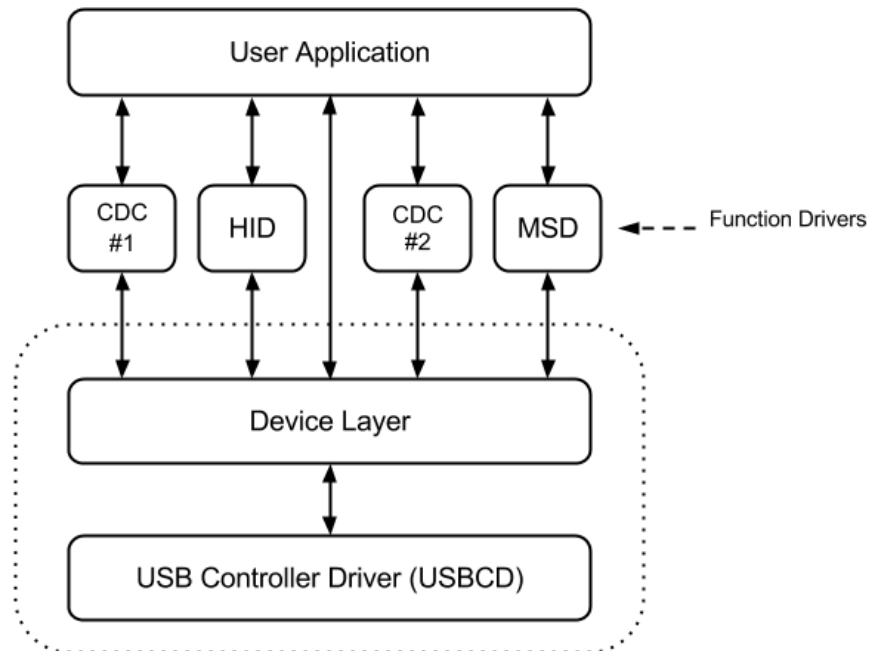 User Application
CDC
#1
HID
CDC
#2
MSD
Function Drivers
Device Layer
USB Controller Driver (USBCD)